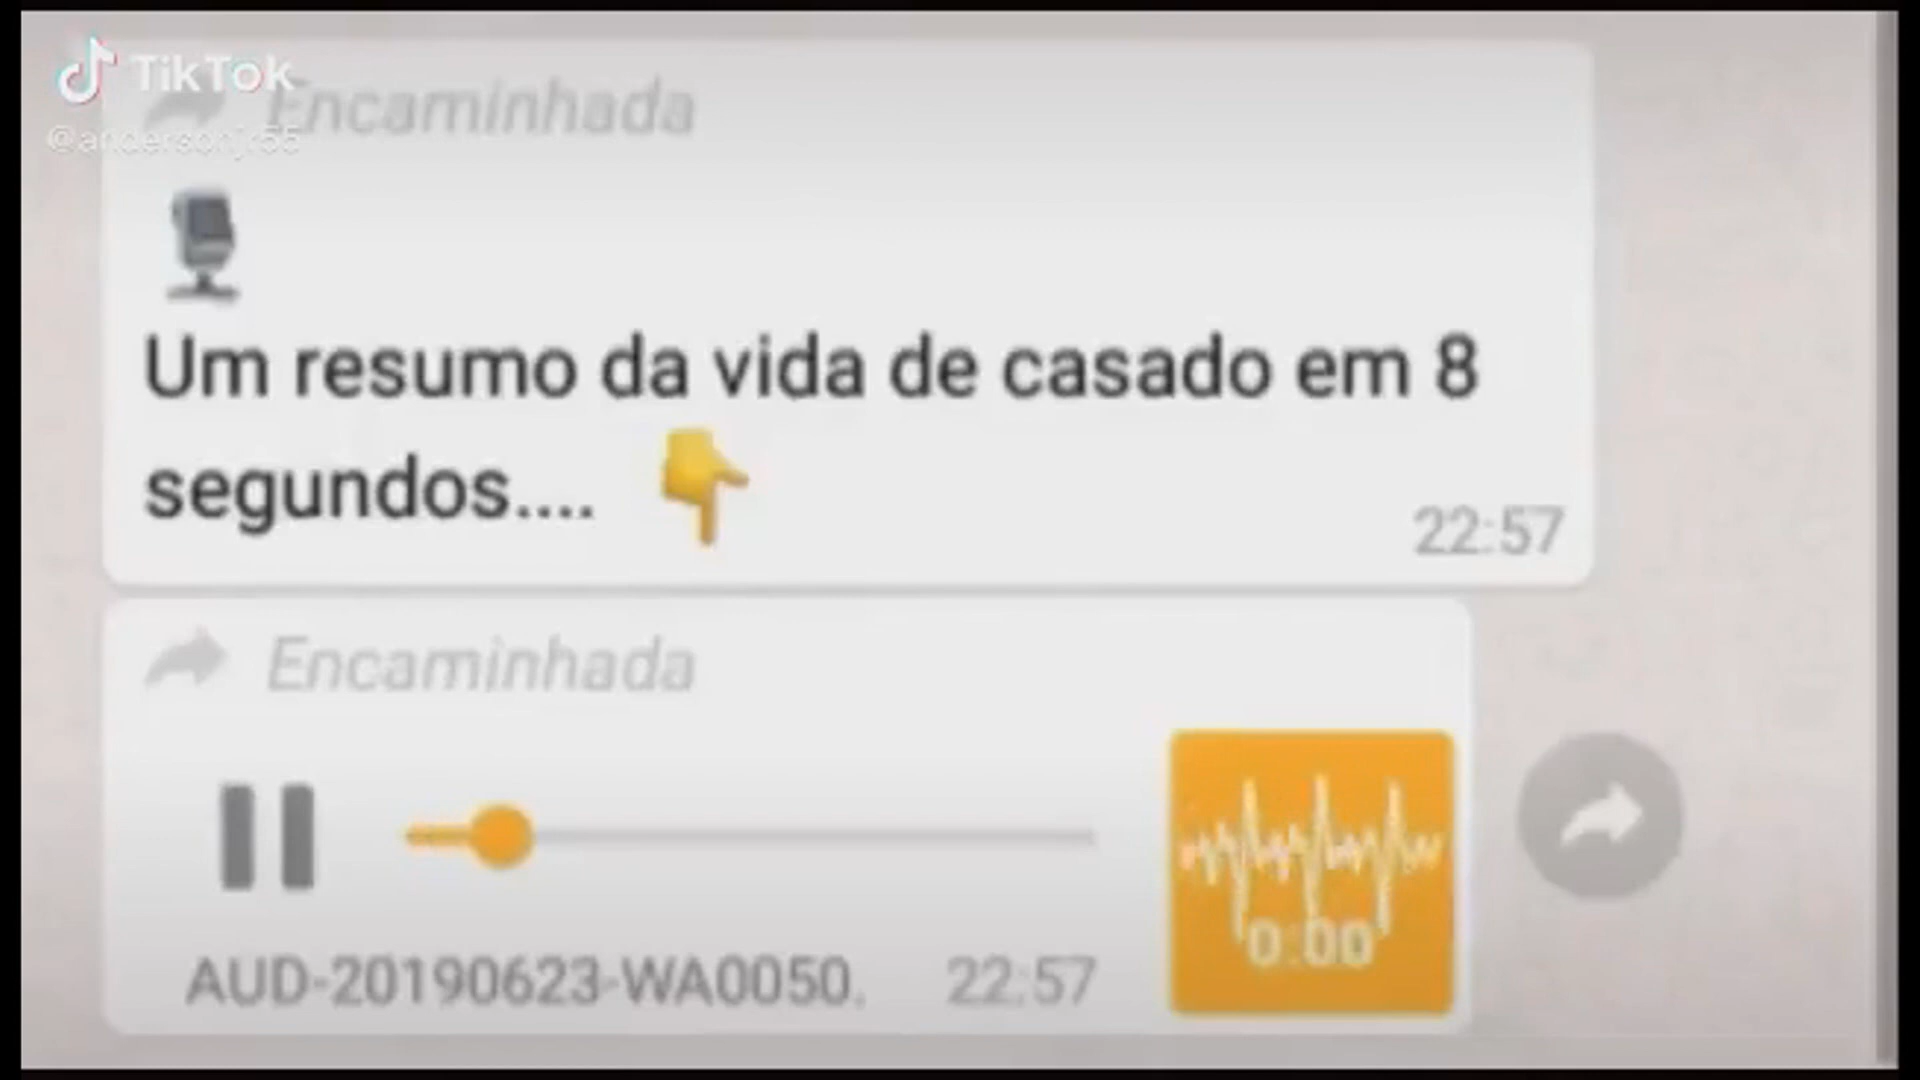 TikTok
@andersonjr55
Encaminhada
Um resumo da vida de casado em 8
segundos....
22:57
Encaminhada
0:00
AUD-20190623-WA0050.
22:57